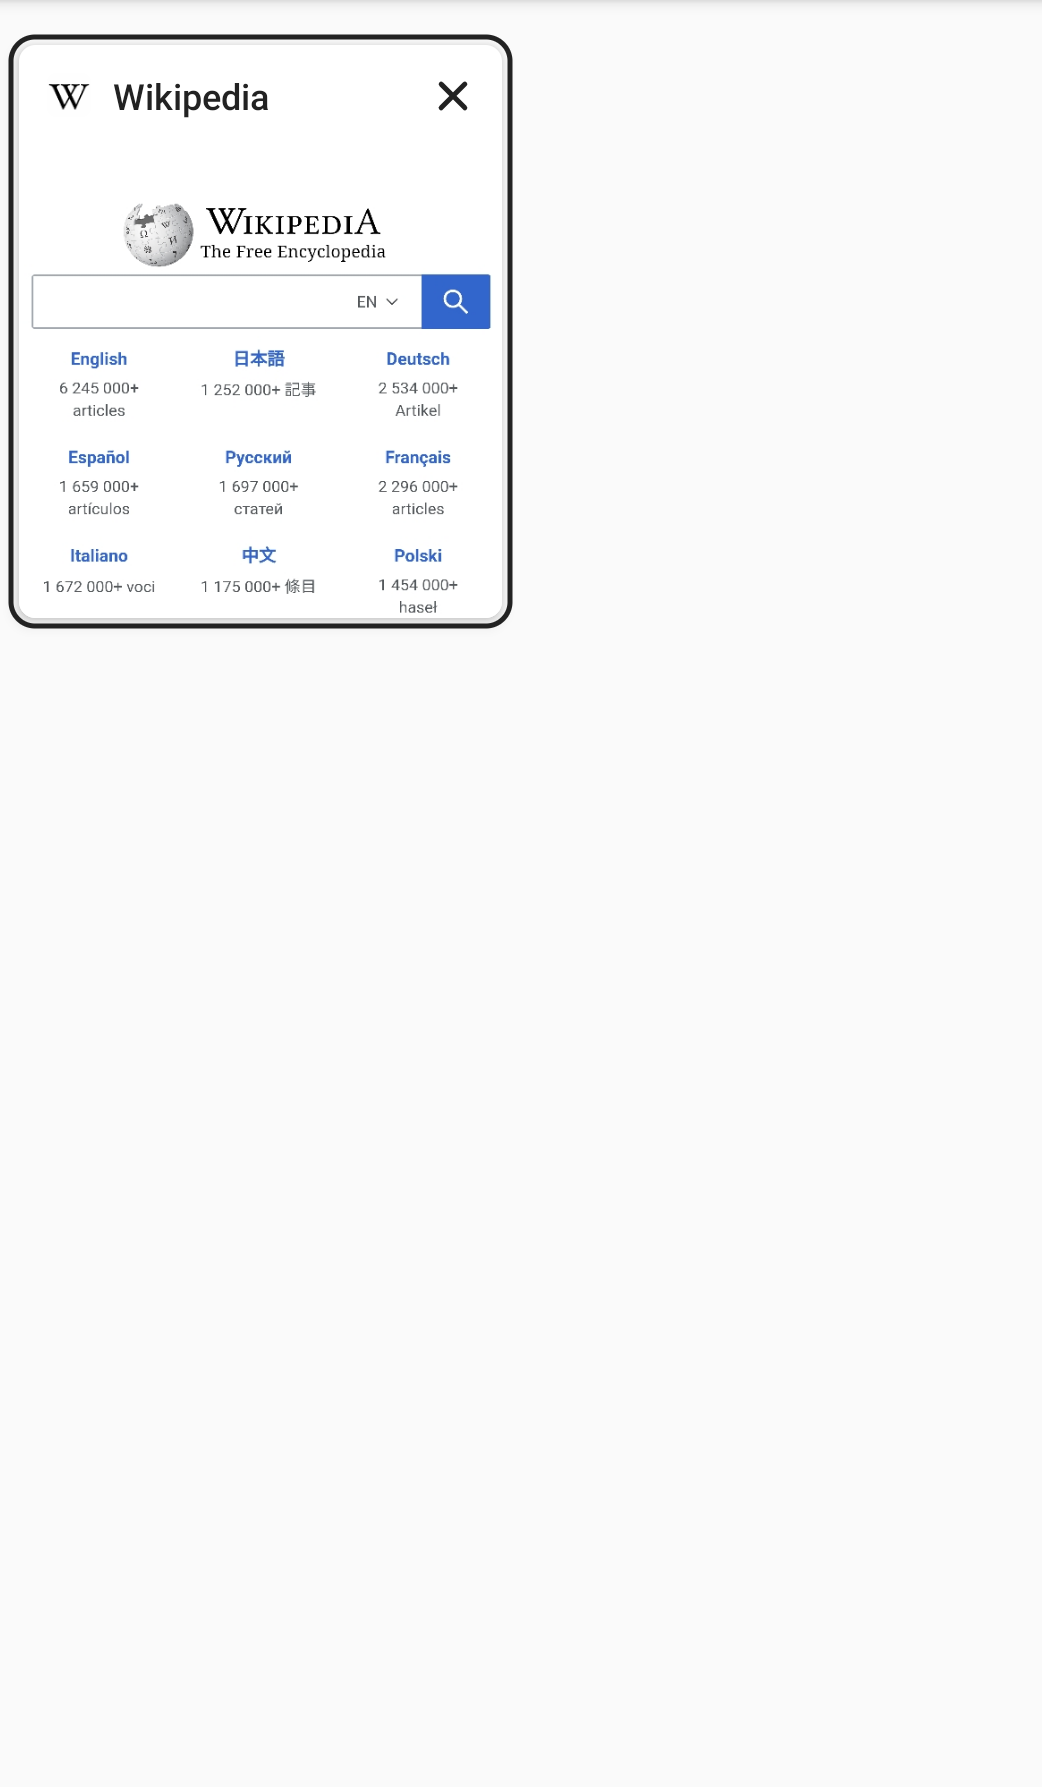 W Wikipedia
WIKIPEDIA
The Free Encyclopedia
EN
English 日本語 Deutsch
6 245 000+ 1 252 000+ 記事 2 534 000+
articles Artikel
Español Русский Français
1 659 000+ 1 697 000+ 2 296 000+
artículos статей articles
Italiano 中文 Polski
1 672 000+ voci 1 175 000+ 條目 1 454 000+
haseł